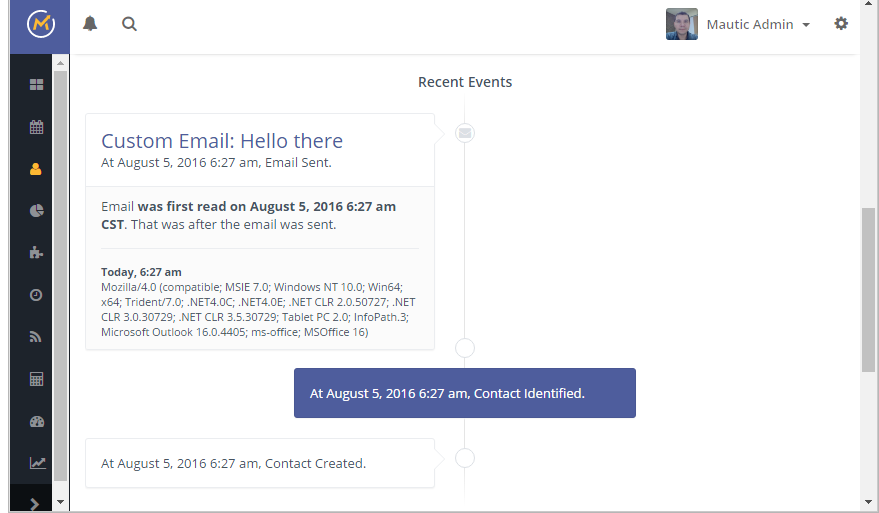 Mautic Admin
Recent Events
Custom Email: Hello there
At August 5, 2016 6:27 am, Email Sent.
Email was first read on August 5, 2016 6:27 am
CST. That was after the email was sent.
Today, 6:27 am
Mozilla/4.0 (compatible; MSIE 7.0; Windows NT 10.0; Win64;
x64; Trident/7.0; .NET4.0C; .NET4.0E; .NET CLR 2.0.50727; .NET
CLR 3.0.30729; .NET CLR 3.5.30729; Tablet PC 2.0; InfoPath.3;
Microsoft Outlook 16.0.4405; ms-office; MSOffice 16)
At August 5, 2016 6:27 am, Contact Identified.
At August 5, 2016 6:27 am, Contact Created.